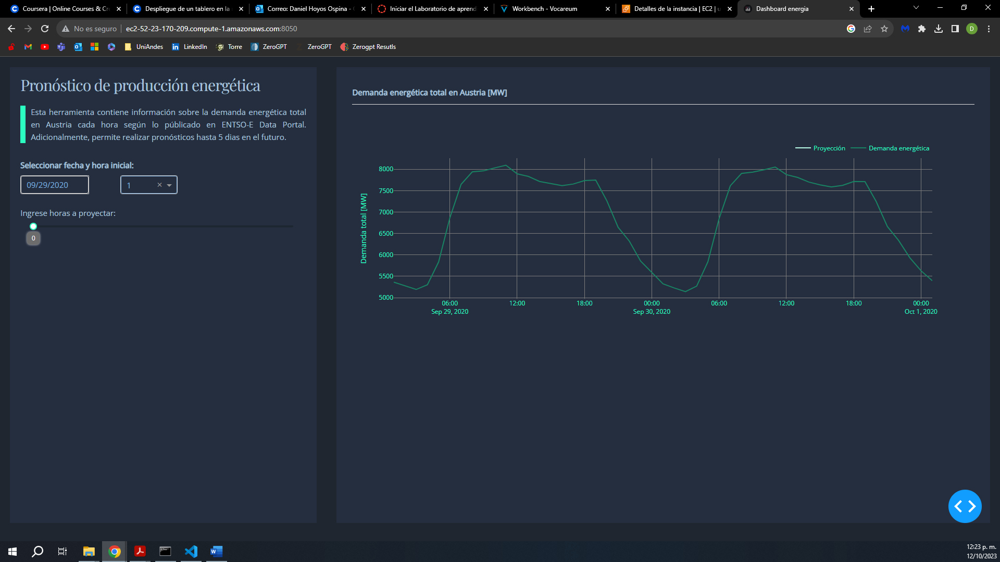 Coursera | Online Courses & Cr
Despliegue de un tablero en la
Correo: Daniel Hoyos Ospina -
Iniciar el Laboratorio de aprend
Workbench - Vocareum
Detalles de la instancia | EC2 | u
Dashboard energia
No es seguro
ec2-52-23-170-209.compute-1.amazonaws.com:8050
D
UniAndes
LinkedIn
Torre
ZeroGPT
ZeroGPT
Zerogpt Resutls
Pronóstico de producción energética
Esta herramienta contiene información sobre la demanda energética total
en Austria cada hora según lo públicado en ENTSO-E Data Portal.
Adicionalmente, permite realizar pronósticos hasta 5 dias en el futuro.
Seleccionar fecha y hora inicial:
09/29/2020
1
Ingrese horas a proyectar:
0
Demanda energética total en Austria [MW]
Proyección
Demanda energética
Demanda total [MW]
8000
7500
7000
6500
6000
5500
5000
06:00
Sep 29, 2020
12:00
18:00
00:00
Sep 30, 2020
06:00
12:00
18:00
00:00
Oct 1, 2020
12:23 p. m.
12/10/2023